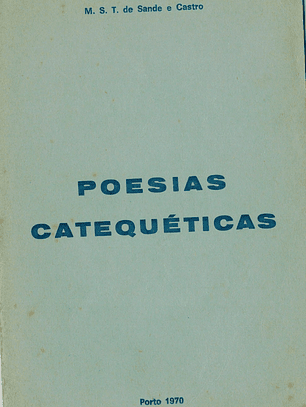 M. S. T. de Sande e Castro
POESIAS
CATEQUÉTICAS
Porto 1970